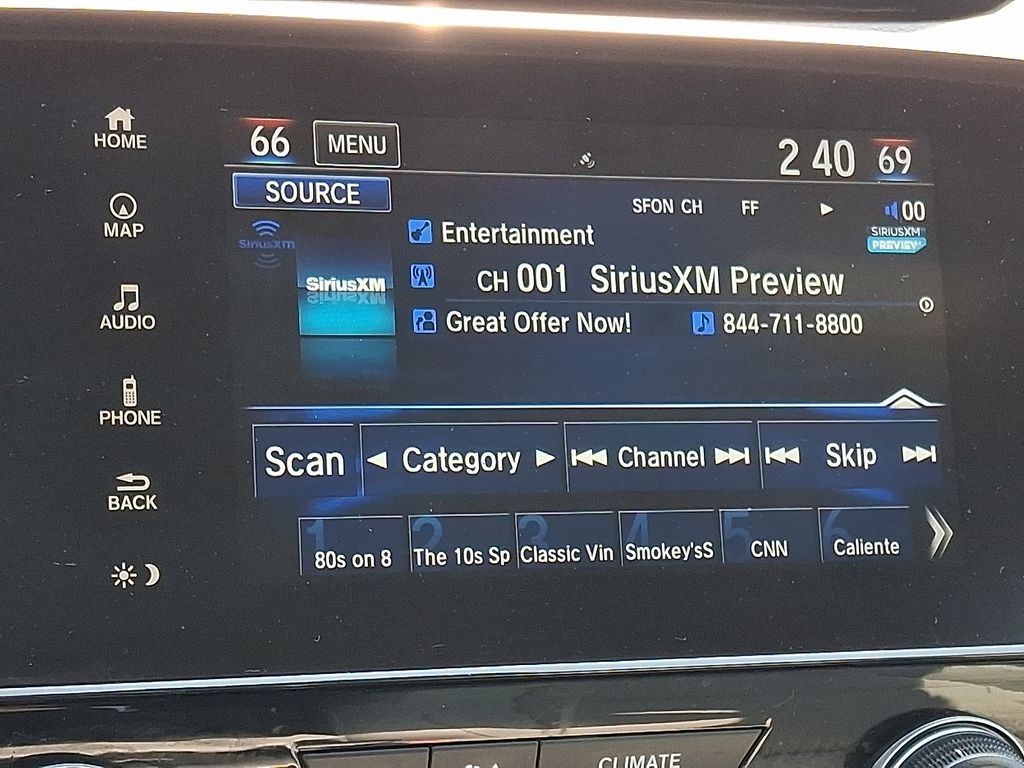 HOME
MAP
AUDIO
PHONE
BACK
66 MENU 2 40 69
SOURCE
SFON CH FF 00
SIRIUSXM
PREVIEW
SiriusXM
SiriusXM
Entertainment
CH 001 SiriusXM Preview
Great Offer Now! 844-711-8800
Scan Category Channel Skip
1 2 3 4 5 6
80s on 8 The 10s Sp Classic Vin Smokey'sS CNN Caliente
CLIMATE